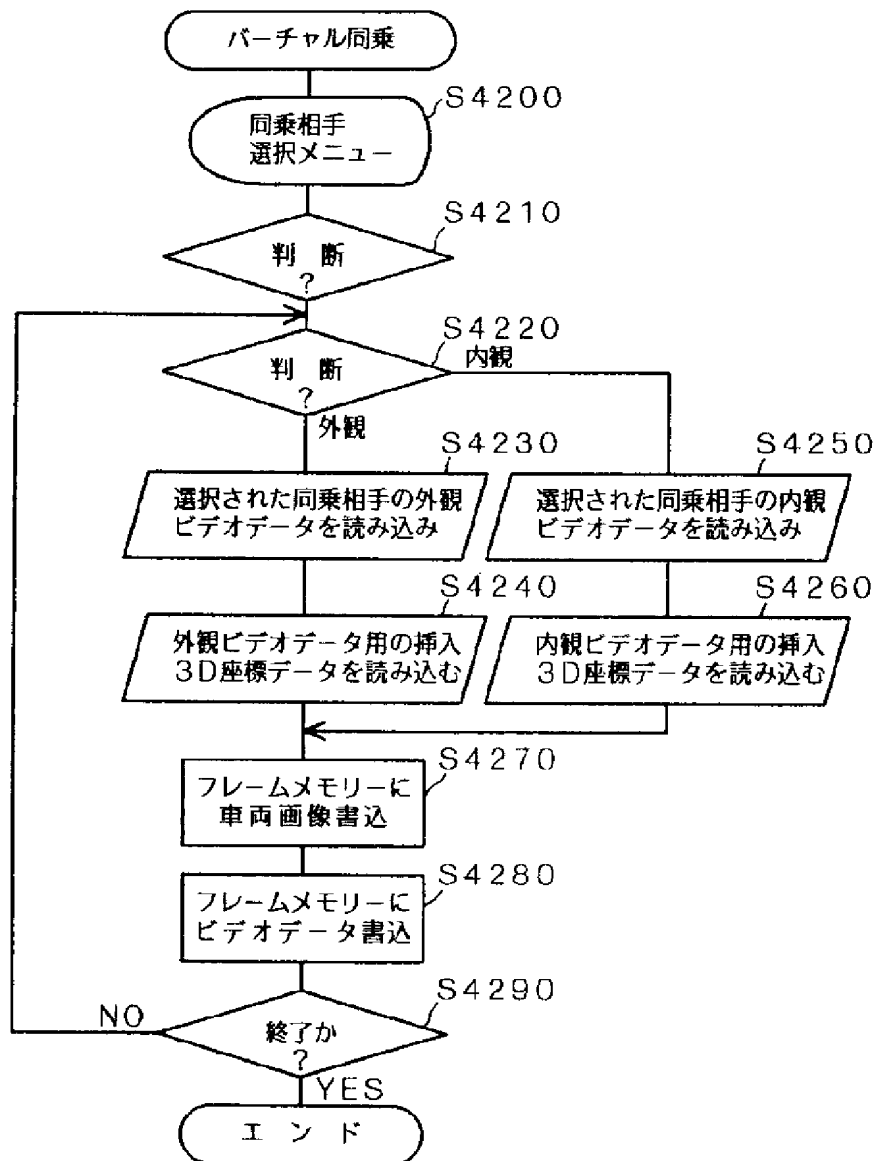 バーチャル同乗
S4200
同乗相手
選択メニュー
S4210
判 断
?
S4220
判 断
?
内観
外観
S4230
選択された同乗相手の外観
ビデオデータを読み込み
S4250
選択された同乗相手の内観
ビデオデータを読み込み
S4240
外観ビデオデータ用の挿入
3D座標データを読み込む
S4260
内観ビデオデータ用の挿入
3D座標データを読み込む
S4270
フレームメモリーに
車両画像書込
S4280
フレームメモリーに
ビデオデータ書込
S4290
NO
終了か
?
YES
エ ン ド